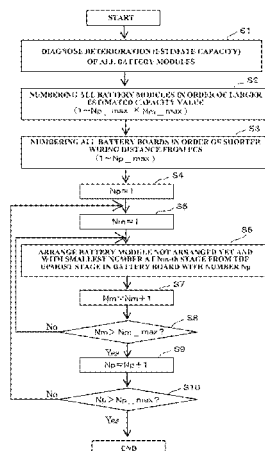 START
S1
DIAGNOSE DETERIORATION (ESTIMATE CAPACITY)
OF ALL BATTERY MODULES
S2
NUMBERING ALL BATTERY MODULES IN ORDER OF LARGER
ESTIMATED CAPACITY VALUE
S3
NUMBERING ALL BATTERY BOARDS IN ORDER OF SHORTER
WIRING DISTANCE FROM PCS
(1~Np_max)
S4
Np=1
S5
Nm=1
S6
ARRANGE BATTERY MODULE NOT ARRANGED YET AND
WITH SMALLEST NUMBER AT Nm-th STAGE FROM THE
UPMOST STAGE IN BATTERY BOARD WITH NUMBER Np
S7
Nm=Nm+1
S8
No
Yes
S9
Np=Np+1
S10
No
Np>Np_max?
Yes
END